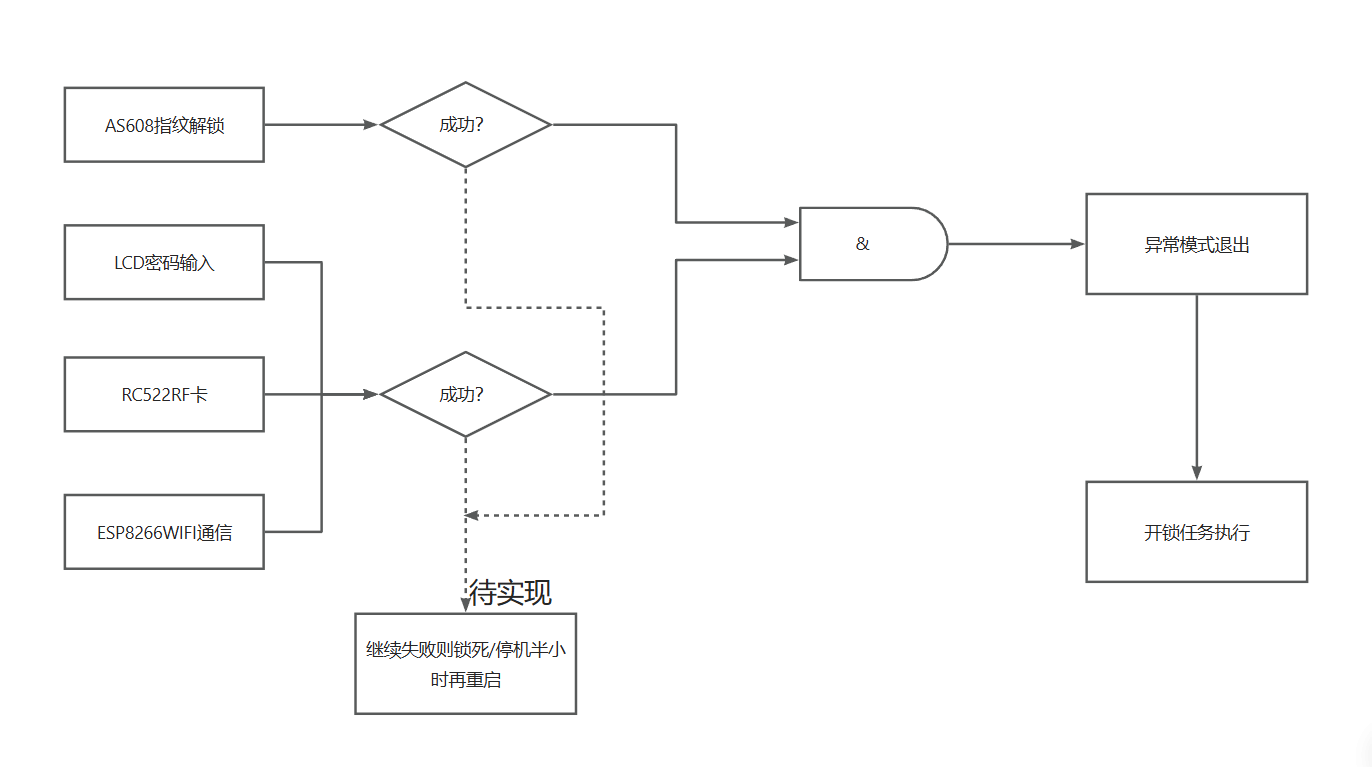 AS608指纹解锁
成功?
LCD密码输入
&
异常模式退出
RC522RF卡
成功?
ESP8266WIFI通信
开锁任务执行
待实现
继续失败则锁死/停机半小
时再重启